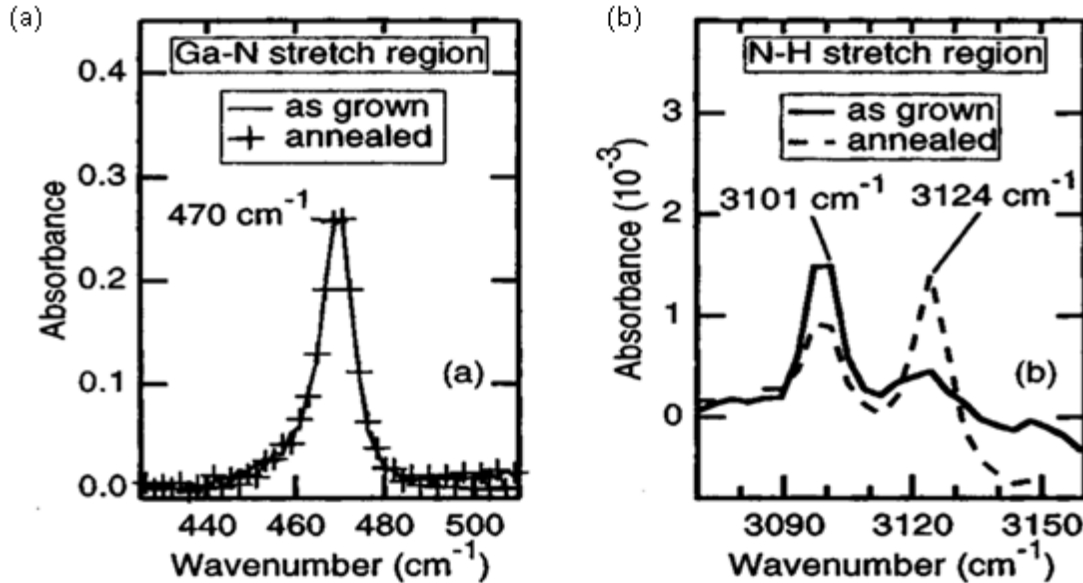 (a)
Ga-N stretch region
as grown
annealed
470 cm⁻¹
(a)
Absorbance
0.4
0.3
0.2
0.1
0.0
440 460 480 500
Wavenumber (cm⁻¹)
(b)
N-H stretch region
as grown
annealed
3101 cm⁻¹
3124 cm⁻¹
(b)
Absorbance (10⁻³)
3
2
1
0
3090 3120 3150
Wavenumber (cm⁻¹)